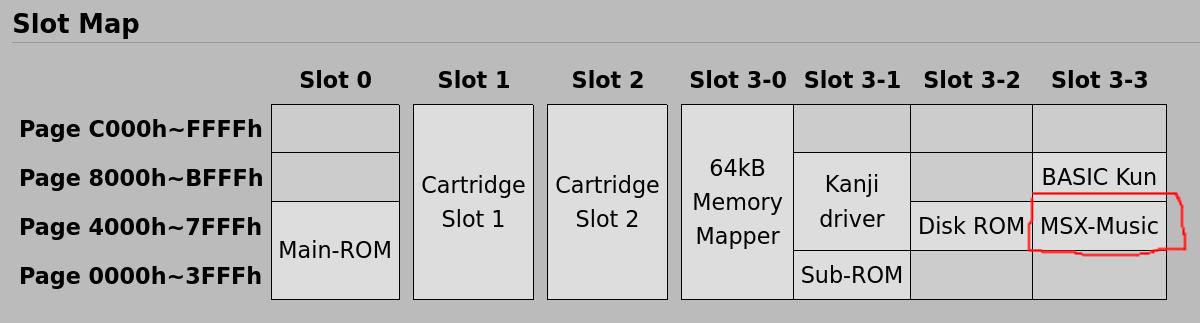 Slot Map
Slot 0 Slot 1 Slot 2 Slot 3-0 Slot 3-1 Slot 3-2 Slot 3-3
Page C000h~FFFFh
Page 8000h~BFFFh
Page 4000h~7FFFh
Page 0000h~3FFFh
Main-ROM
Cartridge
Slot 1
Cartridge
Slot 2
64kB
Memory
Mapper
Kanji
driver
Sub-ROM
Disk ROM
BASIC Kun
MSX-Music